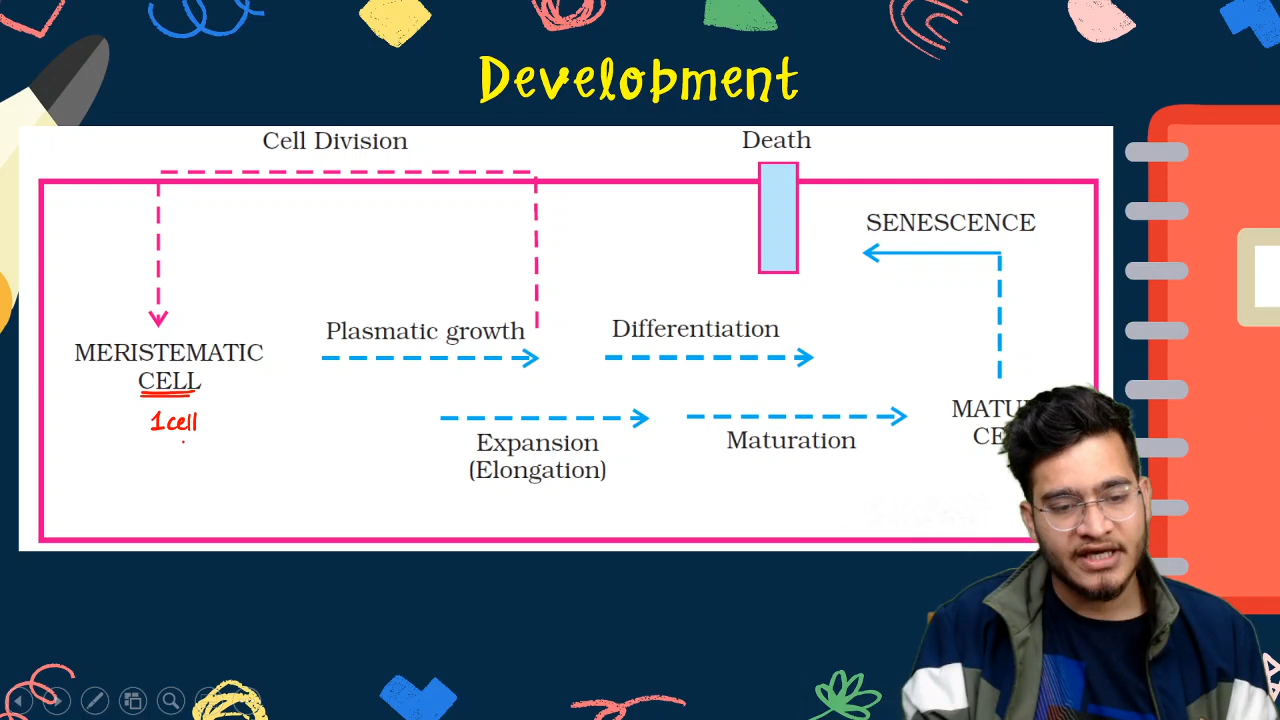 Development
Cell Division
Death
SENESCENCE
Plasmatic growth
Differentiation
MERISTEMATIC
CELL
1cell
Expansion
(Elongation)
Maturation